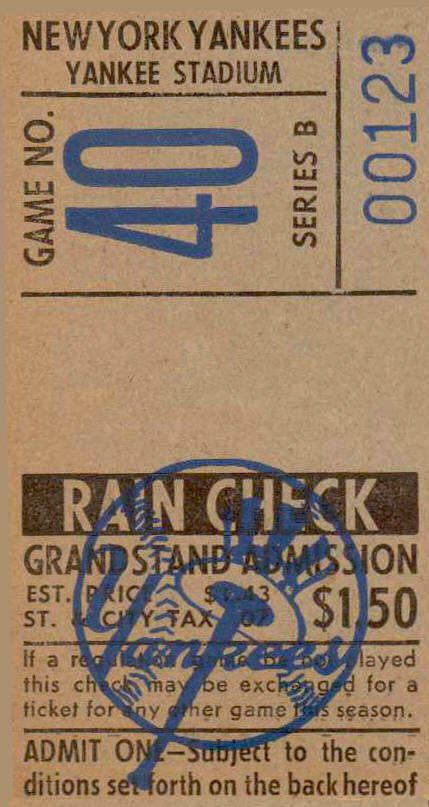 NEW YORK YANKEES
YANKEE STADIUM
GAME NO.
40
SERIES B
00123
RAIN CHECK
GRANDSTAND ADMISSION
EST. PRICE $1.43
ST. & CITY TAX .07
$1.50
Yankees
If a regulation game be not played
this check may be exchanged for a
ticket for any other game this season.
ADMIT ONE—Subject to the con-
ditions set forth on the back hereof